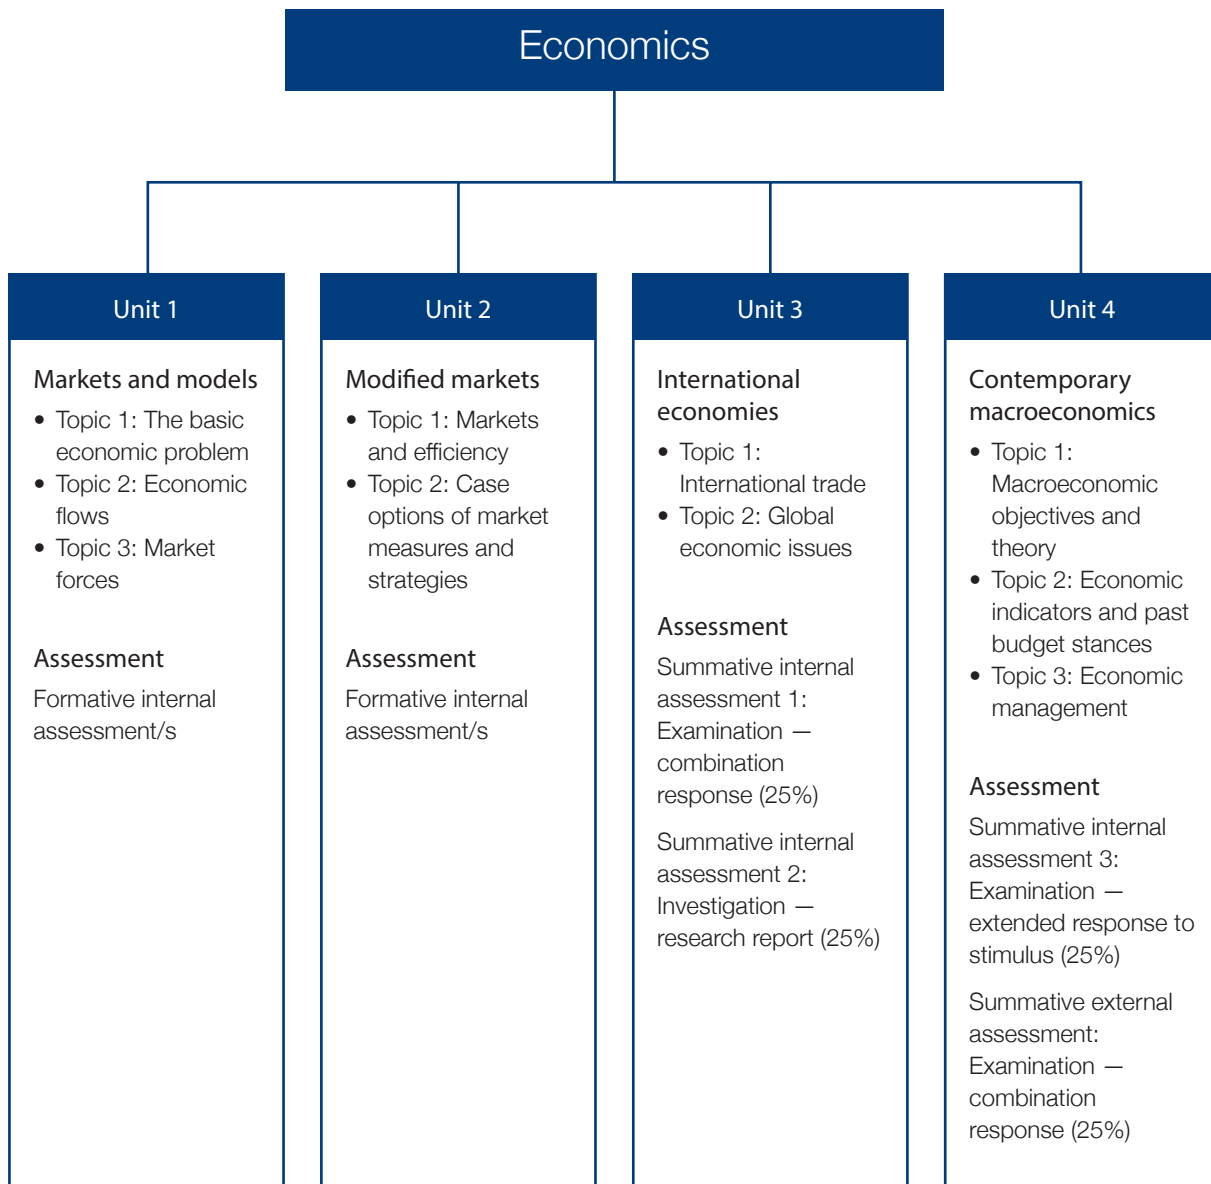 Economics
Unit 1
Markets and models
• Topic 1: The basic
economic problem
• Topic 2: Economic
flows
• Topic 3: Market
forces
Assessment
Formative internal
assessment/s
Unit 2
Modified markets
• Topic 1: Markets
and efficiency
• Topic 2: Case
options of market
measures and
strategies
Assessment
Formative internal
assessment/s
Unit 3
International
economies
• Topic 1:
International trade
• Topic 2: Global
economic issues
Assessment
Summative internal
assessment 1:
Examination —
combination
response (25%)
Summative internal
assessment 2:
Investigation —
research report (25%)
Unit 4
Contemporary
macroeconomics
• Topic 1:
Macroeconomic
objectives and
theory
• Topic 2: Economic
indicators and past
budget stances
• Topic 3: Economic
management
Assessment
Summative internal
assessment 3:
Examination —
extended response to
stimulus (25%)
Summative external
assessment:
Examination —
combination
response (25%)